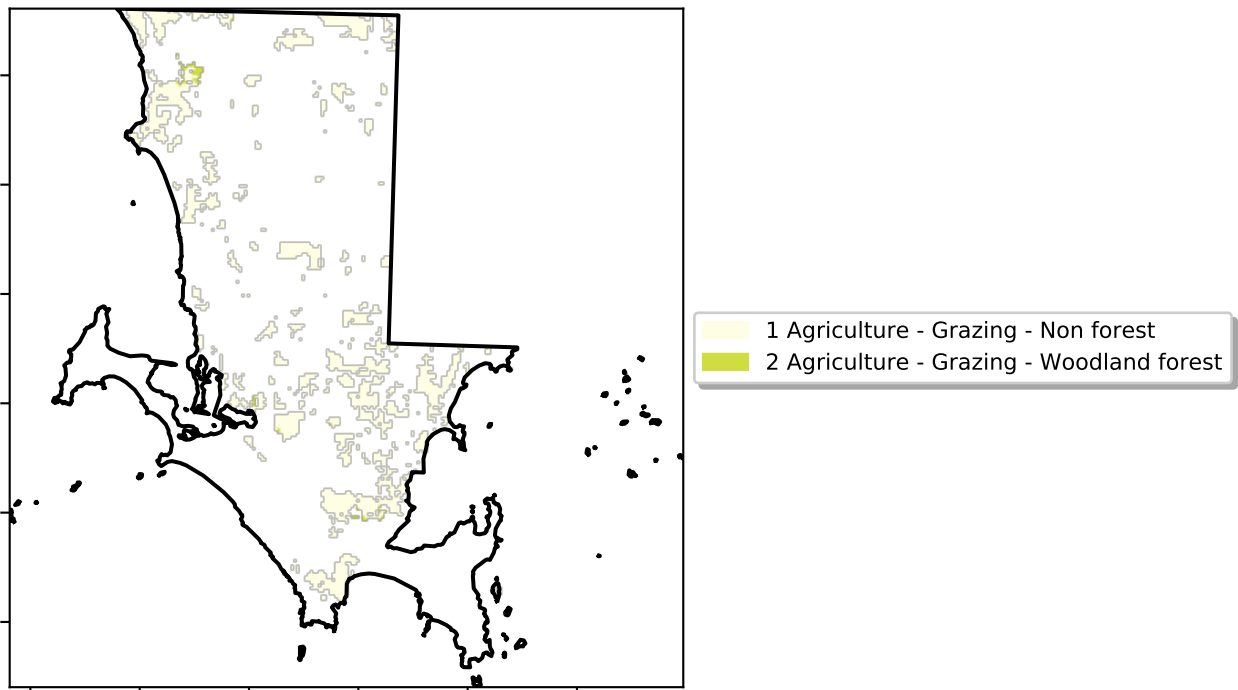 1 Agriculture - Grazing - Non forest
2 Agriculture - Grazing - Woodland forest